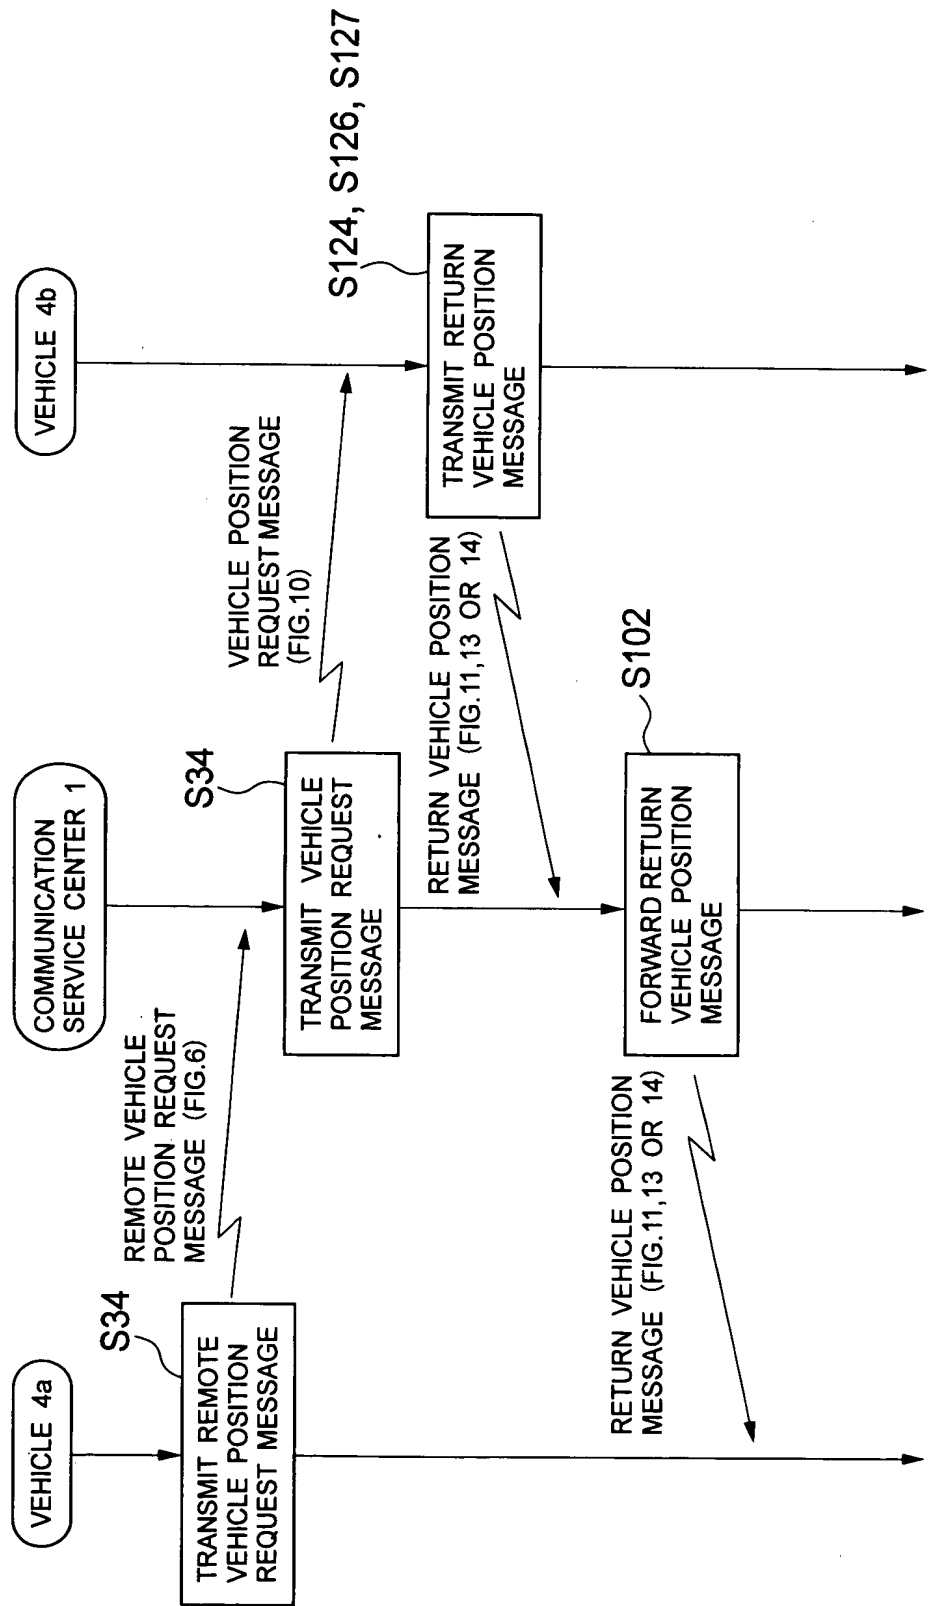 VEHICLE 4a
COMMUNICATION
SERVICE CENTER 1
VEHICLE 4b
S34
TRANSMIT REMOTE
VEHICLE POSITION
REQUEST MESSAGE
REMOTE VEHICLE
POSITION REQUEST
MESSAGE (FIG.6)
S34
TRANSMIT VEHICLE
POSITION REQUEST
MESSAGE
VEHICLE POSITION
REQUEST MESSAGE
(FIG.10)
S124, S126, S127
TRANSMIT RETURN
VEHICLE POSITION
MESSAGE
RETURN VEHICLE POSITION
MESSAGE (FIG.11,13 OR 14)
S102
FORWARD RETURN
VEHICLE POSITION
MESSAGE
RETURN VEHICLE POSITION
MESSAGE (FIG.11,13 OR 14)